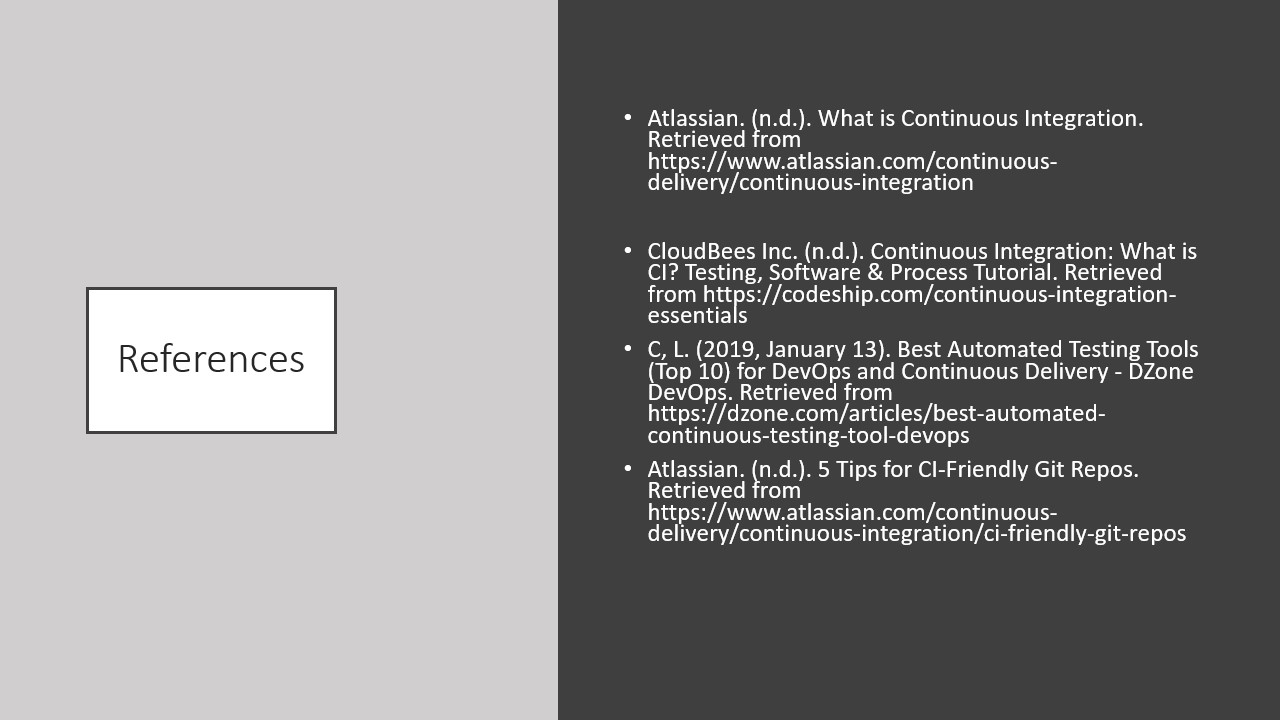 References
• Atlassian. (n.d.). What is Continuous Integration.
Retrieved from
https://www.atlassian.com/continuous-
delivery/continuous-integration
• CloudBees Inc. (n.d.). Continuous Integration: What is
CI? Testing, Software & Process Tutorial. Retrieved
from https://codeship.com/continuous-integration-
essentials
• C, L. (2019, January 13). Best Automated Testing Tools
(Top 10) for DevOps and Continuous Delivery - DZone
DevOps. Retrieved from
https://dzone.com/articles/best-automated-
continuous-testing-tool-devops
• Atlassian. (n.d.). 5 Tips for CI-Friendly Git Repos.
Retrieved from
https://www.atlassian.com/continuous-
delivery/continuous-integration/ci-friendly-git-repos